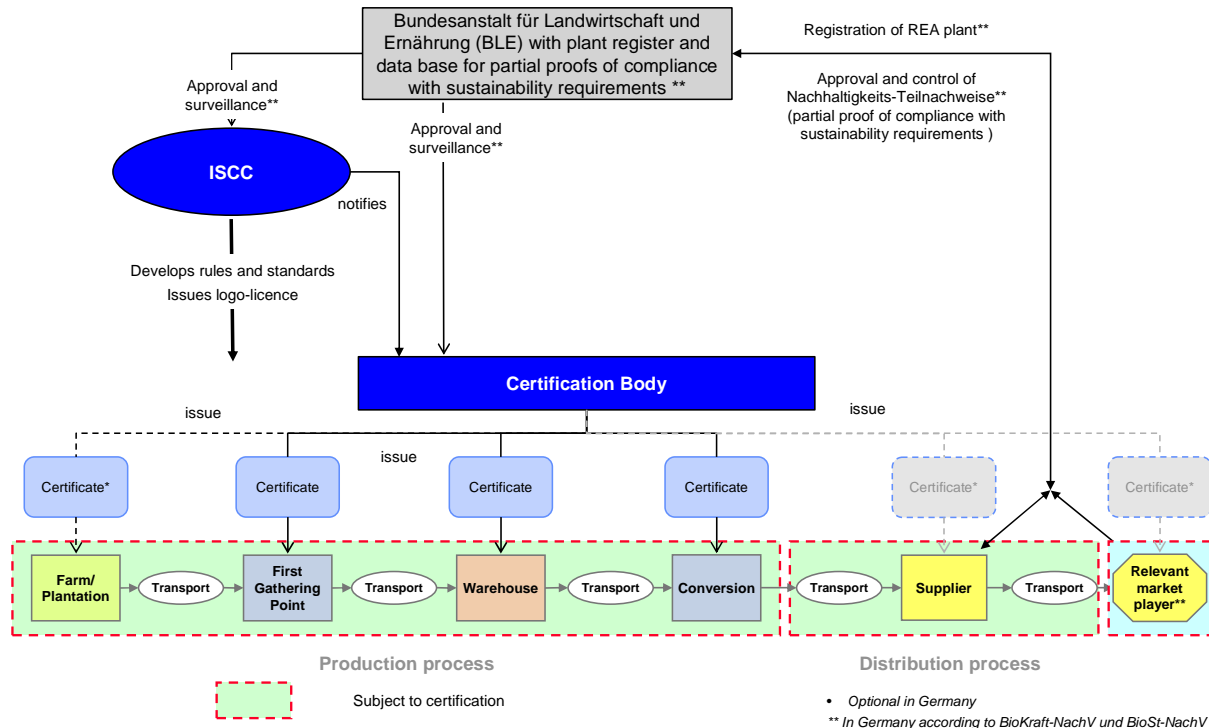 Bundesanstalt für Landwirtschaft und
Ernährung (BLE) with plant register and
data base for partial proofs of compliance
with sustainability requirements **
Registration of REA plant**
Approval and control of
Nachhaltigkeits-Teilnachweise**
(partial proof of compliance with
sustainability requirements )
Approval and
surveillance**
Approval and
surveillance**
ISCC
notifies
Develops rules and standards
Issues logo-licence
Certification Body
issue
issue
issue
Certificate*
Certificate
Certificate
Certificate
Certificate*
Certificate*
Farm/
Plantation
Transport
First
Gathering
Point
Transport
Warehouse
Transport
Conversion
Transport
Supplier
Transport
Relevant
market
player**
Production process
Distribution process
Subject to certification
• Optional in Germany
** In Germany according to BioKraft-NachV und BioSt-NachV